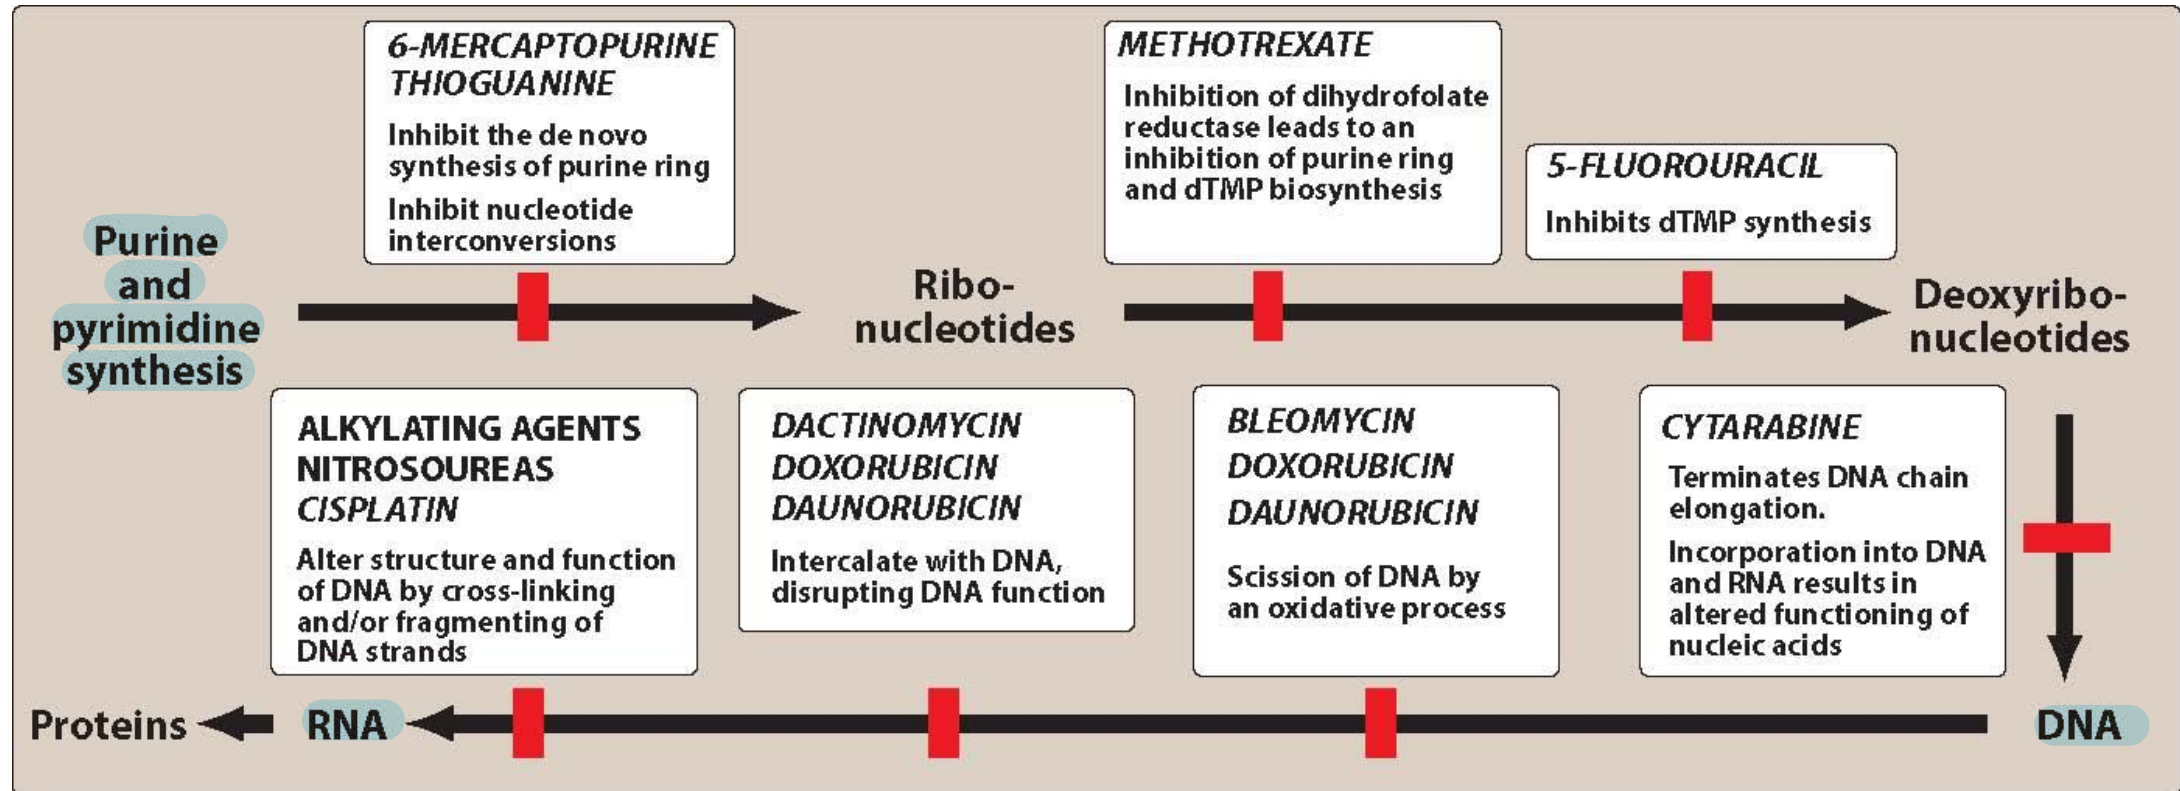 Purine
and
pyrimidine
synthesis
6-MERCAPTOPURINE
THIOGUANINE
Inhibit the de novo
synthesis of purine ring
Inhibit nucleotide
interconversions
Ribo-
nucleotides
METHOTREXATE
Inhibition of dihydrofolate
reductase leads to an
inhibition of purine ring
and dTMP biosynthesis
5-FLUOROURACIL
Inhibits dTMP synthesis
Deoxyribo-
nucleotides
ALKYLATING AGENTS
NITROSOUREAS
CISPLATIN
Alter structure and function
of DNA by cross-linking
and/or fragmenting of
DNA strands
DACTINOMYCIN
DOXORUBICIN
DAUNORUBICIN
Intercalate with DNA,
disrupting DNA function
BLEOMYCIN
DOXORUBICIN
DAUNORUBICIN
Scission of DNA by
an oxidative process
CYTARABINE
Terminates DNA chain
elongation.
Incorporation into DNA
and RNA results in
altered functioning of
nucleic acids
Proteins
RNA
DNA